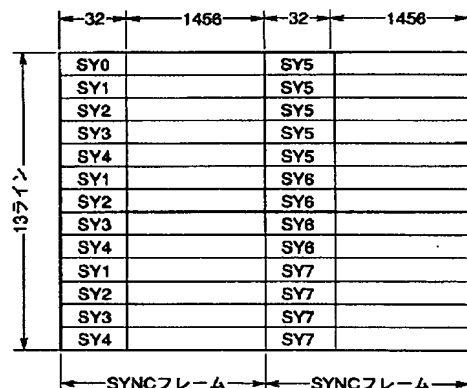 32 1456 32 1456
SY0 SY5
SY1 SY5
SY2 SY5
SY3 SY5
SY4 SY5
SY1 SY6
SY2 SY6
SY3 SY6
SY4 SY6
SY1 SY7
SY2 SY7
SY3 SY7
SY4 SY7
13ライン
SYNCフレーム SYNCフレーム